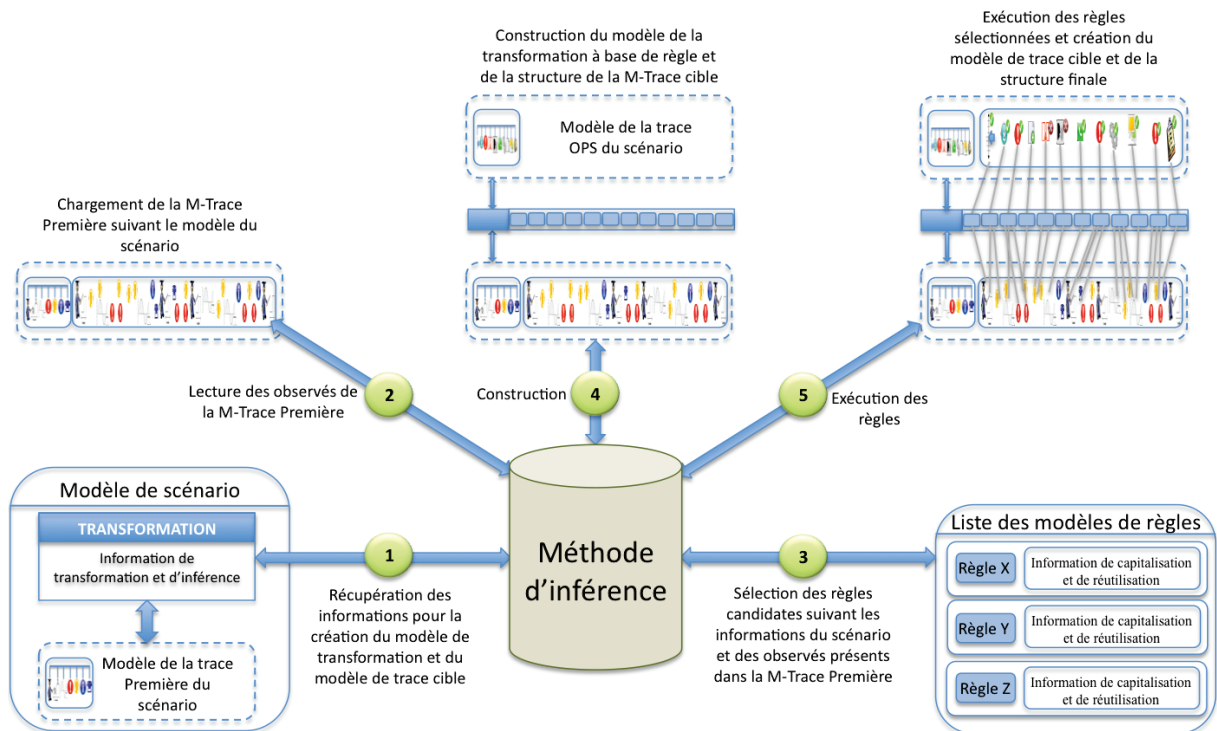 Construction du modèle de la
transformation à base de règle et
de la structure de la M-Trace cible
Modèle de la trace
OPS du scénario
Exécution des règles
sélectionnées et création du
modèle de trace cible et de la
structure finale
Chargement de la M-Trace
Première suivant le modèle du
scénario
Lecture des observés de
la M-Trace Première
2
Construction
4
5
Exécution des
règles
Modèle de scénario
TRANSFORMATION
Information de
transformation et d'inférence
Modèle de la trace
Première du
scénario
1
Récupération des
informations pour la
création du modèle de
transformation et du
modèle de trace cible
Méthode
d'inférence
3
Sélection des règles
candidates suivant les
informations du scénario
et des observés présents
dans la M-Trace Première
Liste des modèles de règles
Règle X
Information de capitalisation
et de réutilisation
Règle Y
Information de capitalisation
et de réutilisation
Règle Z
Information de capitalisation
et de réutilisation